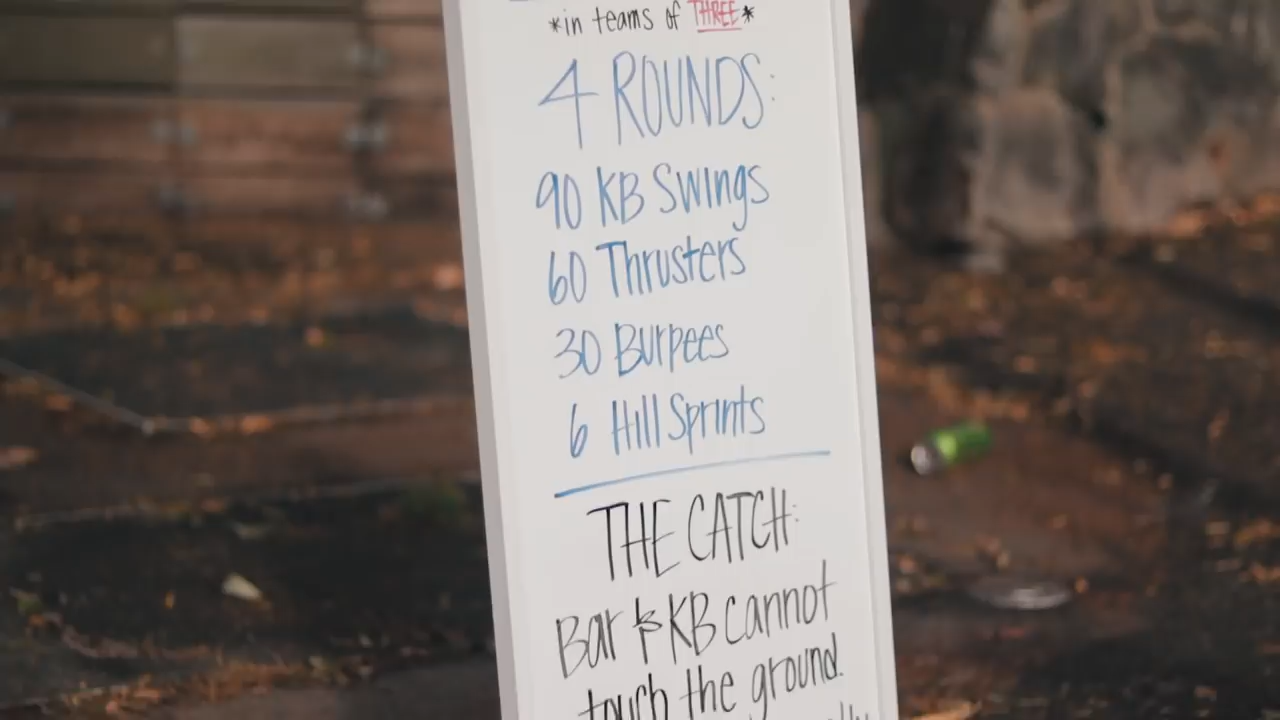 *in teams of THREE*
4 ROUNDS:
90 KB Swings
60 Thrusters
30 Burpees
6 Hill Sprints
THE CATCH:
Bar & KB cannot
touch the ground.